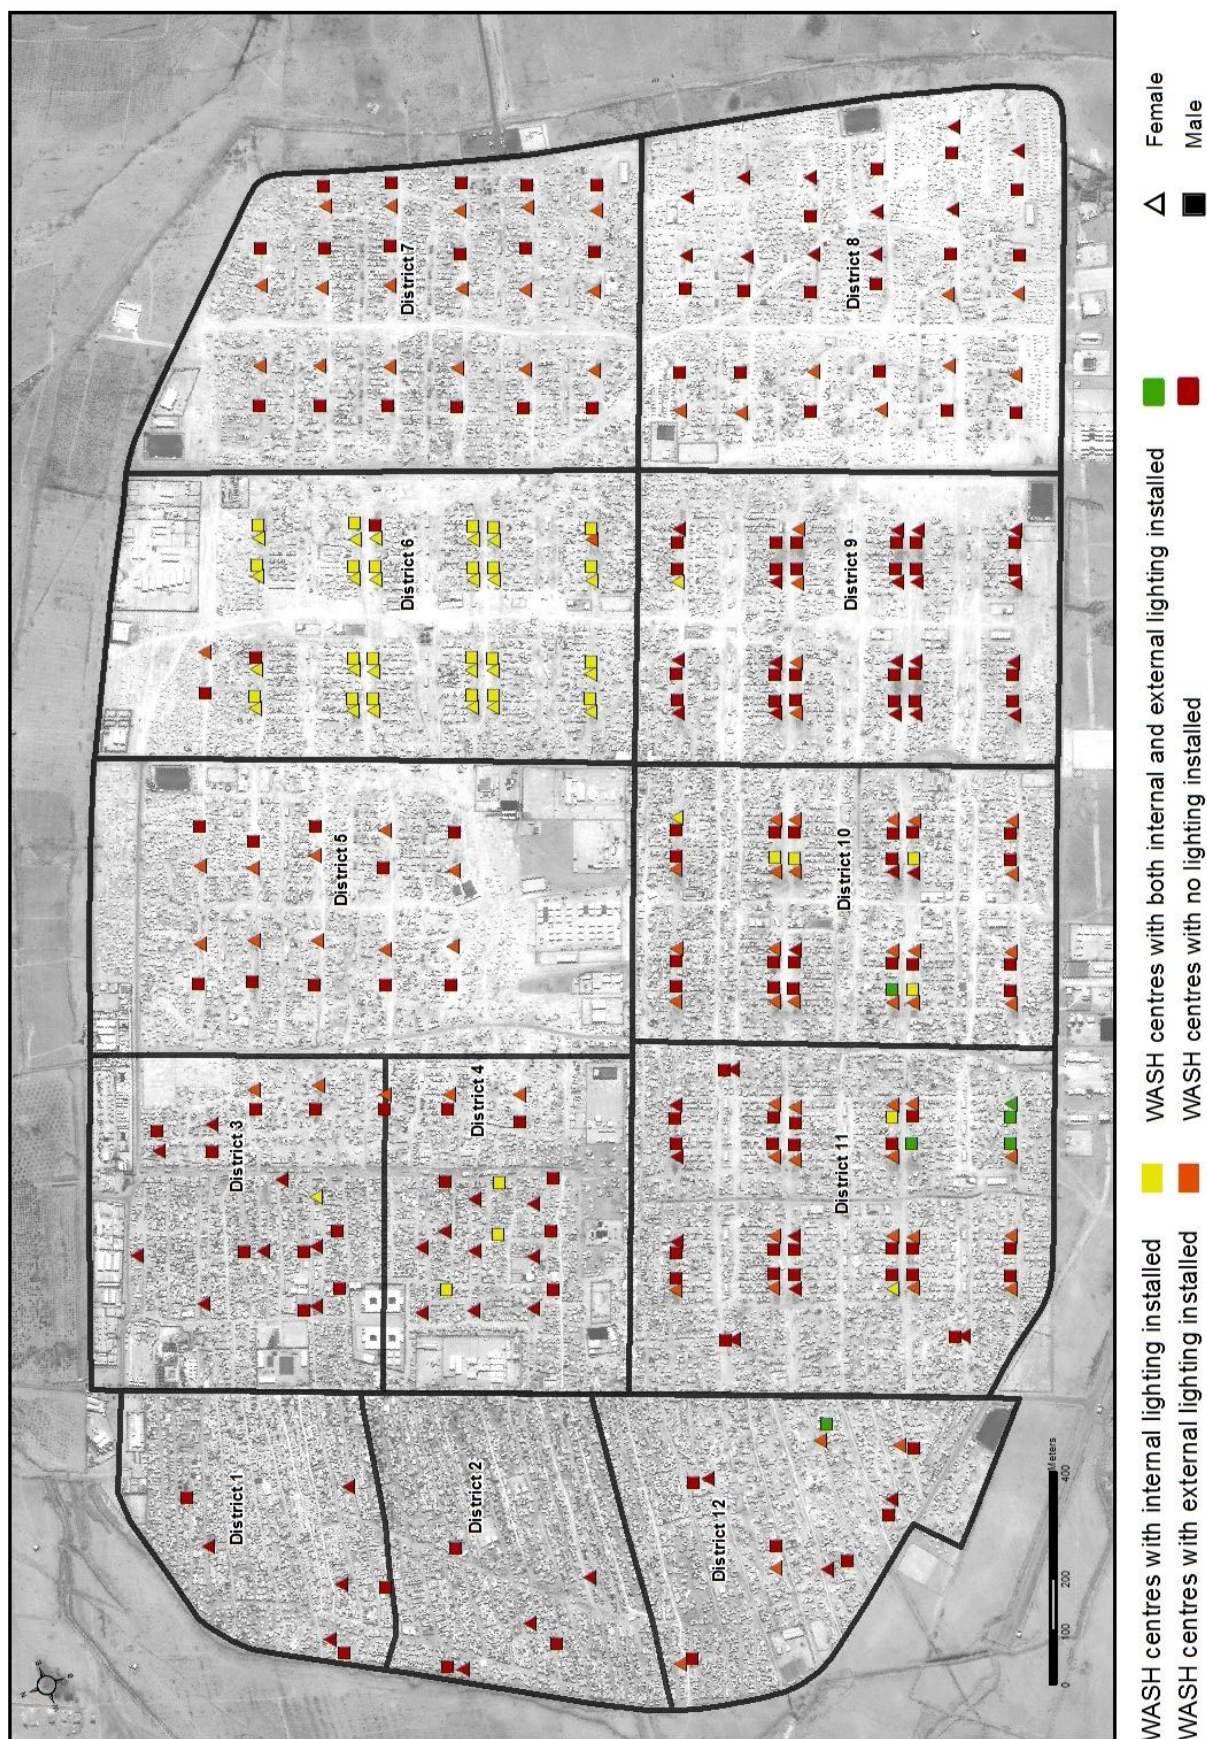 District 1
District 2
District 3
District 4
District 5
District 6
District 7
District 8
District 9
District 10
District 11
District 12
0 100 200 400
Meters
WASH centres with internal lighting installed
WASH centres with external lighting installed
WASH centres with both internal and external lighting installed
WASH centres with no lighting installed
Female
Male